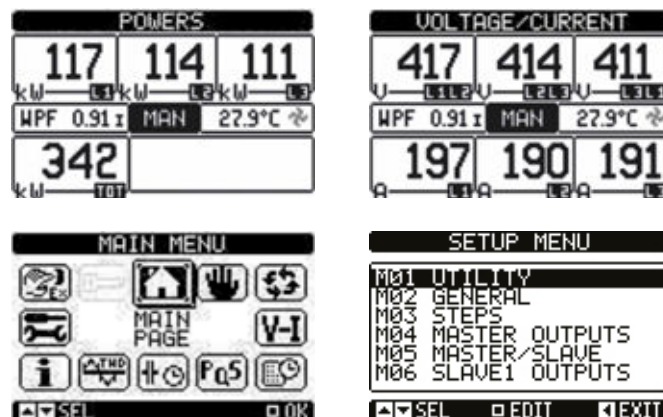 POWERS
117 114 111
kW L1 kW L2 kW L3
WPF 0.91 I MAN 27.9°C
342
kW TOT
VOLTAGE/CURRENT
417 414 411
V L1L2 V L2L3 V L3L1
WPF 0.91 I MAN 27.9°C
197 190 191
A L1 A L2 A L3
MAIN MENU
MAIN
PAGE
V-I
i THD PQS
▲▼SEL OK
SETUP MENU
M01 UTILITY
M02 GENERAL
M03 STEPS
M04 MASTER OUTPUTS
M05 MASTER/SLAVE
M06 SLAVE1 OUTPUTS
▲▼SEL EDIT ◀EXIT